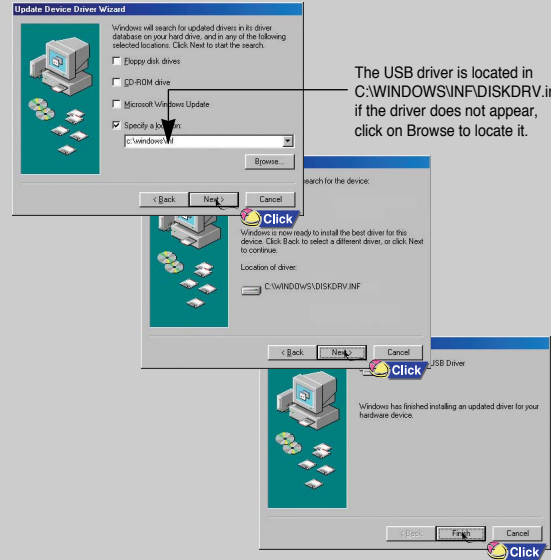 Update Device Driver Wizard
Windows will search for updated drivers in its driver
database on your hard drive, and in any of the following
selected locations. Click Next to start the search.
Floppy disk drives
CD-ROM drive
Microsoft Windows Update
Specify a location:
c:\windows\inf
Browse...
< Back Next > Cancel
Click
The USB driver is located in
C:\WINDOWS\INF\DISKDRV.in
if the driver does not appear,
click on Browse to locate it.
earch for the device:
Windows is now ready to install the best driver for this
device. Click Back to select a different driver, or click Next
to continue.
Location of driver:
C:\WINDOWS\DISKDRV.INF
< Back Next > Cancel
Click
USB Driver
Windows has finished installing an updated driver for your
hardware device.
< Back Finish Cancel
Click